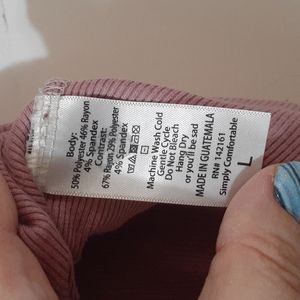 Body:
50% Polyester 46% Rayon
4% Spandex
Contrast:
67% Rayon 29% Polyester
4% Spandex
Machine Wash Cold
Gentle Cycle
Do Not Bleach
Hang Dry
or you'll be sad
MADE IN GUATEMALA
RN# 142161
Simply Comfortable
L